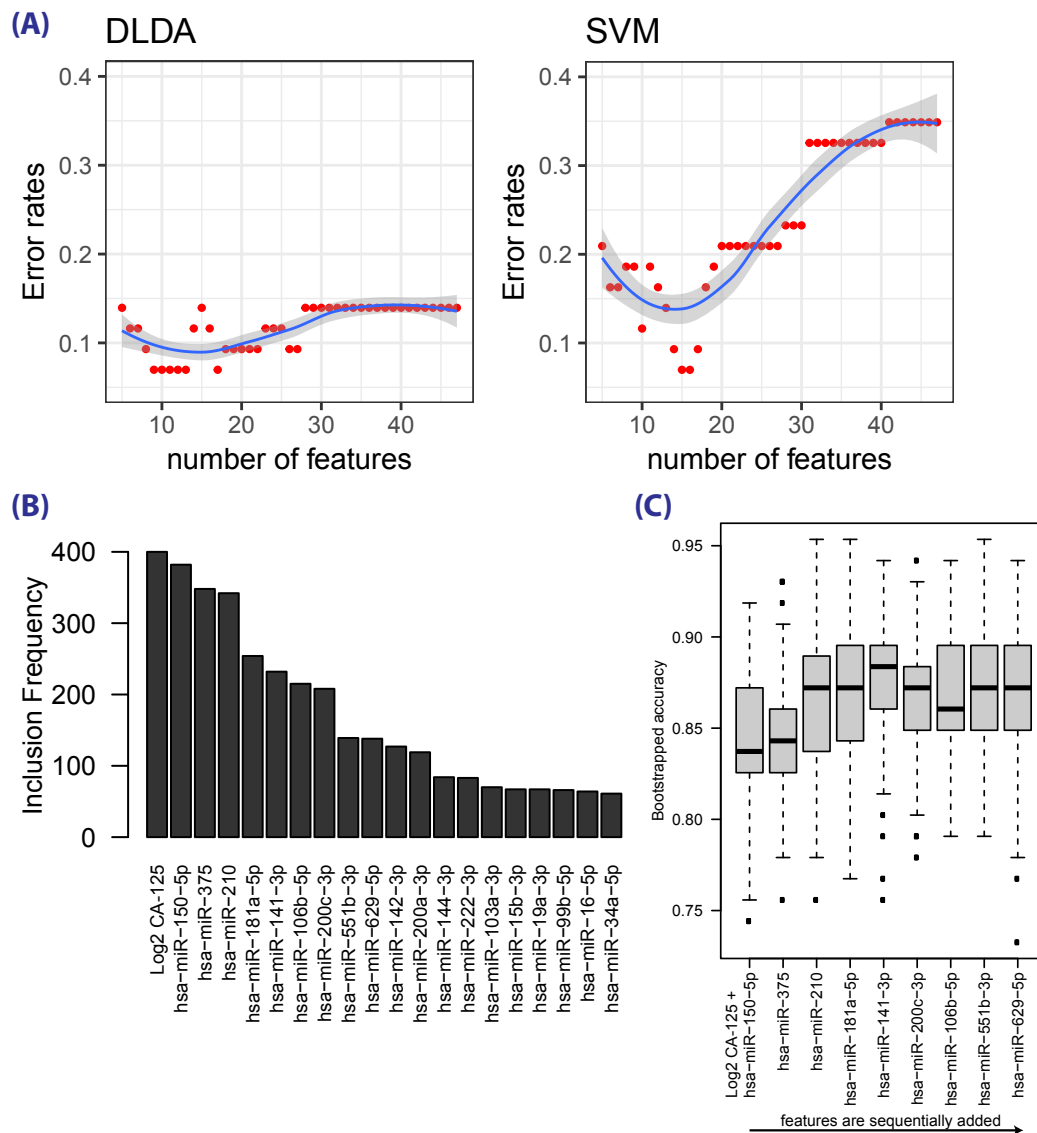 (A)
DLDA
SVM
0.4
0.3
0.2
0.1
Error rates
10
20
30
40
number of features
0.4
0.3
0.2
0.1
Error rates
10
20
30
40
number of features
(B)
400
300
200
100
0
Inclusion Frequency
Log2 CA−125
hsa−miR−150−5p
hsa−miR−375
hsa−miR−210
hsa−miR−181a−5p
hsa−miR−141−3p
hsa−miR−106b−5p
hsa−miR−200c−3p
hsa−miR−551b−3p
hsa−miR−629−5p
hsa−miR−142−3p
hsa−miR−200a−3p
hsa−miR−144−3p
hsa−miR−222−3p
hsa−miR−103a−3p
hsa−miR−15b−3p
hsa−miR−19a−3p
hsa−miR−99b−5p
hsa−miR−16−5p
hsa−miR−34a−5p
(C)
0.95
0.90
0.85
0.80
0.75
Bootstrapped accuracy
Log2 CA−125 +
hsa−miR−150−5p
hsa−miR−375
hsa−miR−210
hsa−miR−181a−5p
hsa−miR−141−3p
hsa−miR−200c−3p
hsa−miR−106b−5p
hsa−miR−551b−3p
hsa−miR−629−5p
features are sequentially added